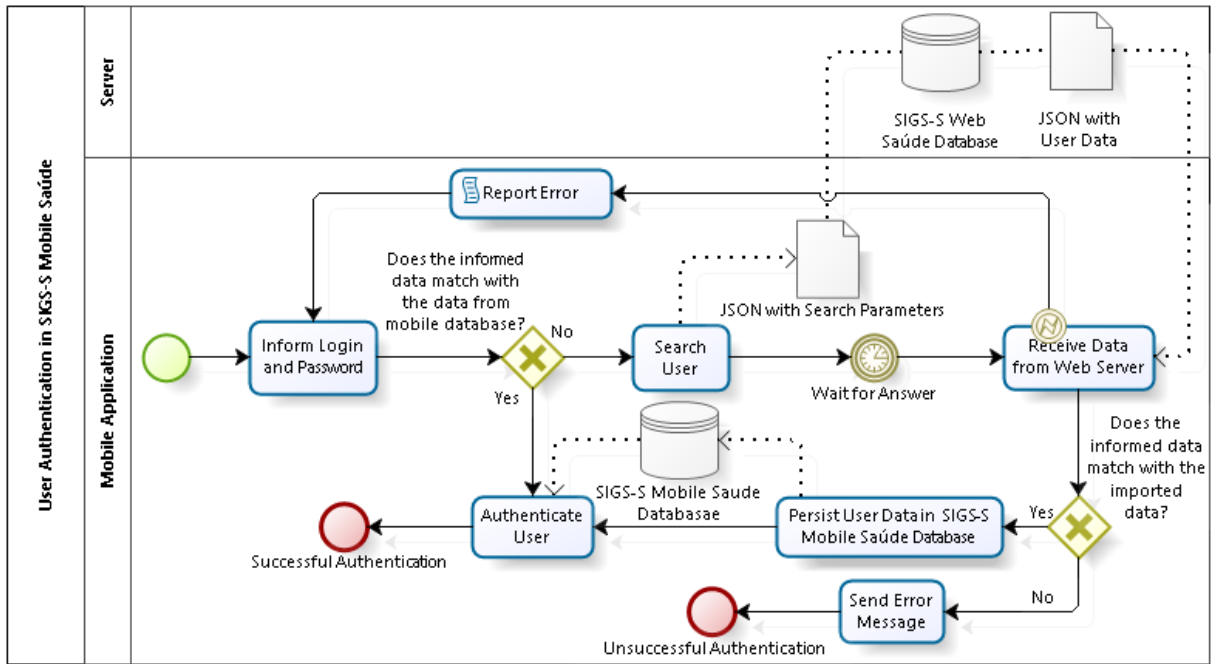 User Authentication in SIGS-S Mobile Saúde
Server
SIGS-S Web
Saúde Database
JSON with
User Data
Mobile Application
Report Error
Does the informed
data match with
the data from
mobile database?
JSON with Search Parameters
Inform Login
and Password
No
Search
User
Wait for Answer
Receive Data
from Web Server
Yes
Does the
informed data
match with the
imported
data?
SIGS-S Mobile Saude
Databasae
Authenticate
User
Persist User Data in SIGS-S
Mobile Saúde Database
Yes
Successful Authentication
Send Error
Message
No
Unsuccessful Authentication